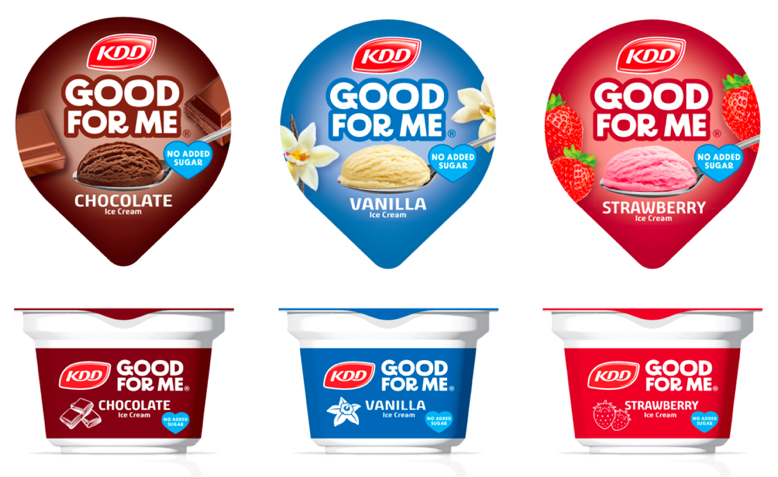 KDD
GOOD
FOR ME®
NO ADDED
SUGAR
CHOCOLATE
Ice Cream
KDD
GOOD
FOR ME®
NO ADDED
SUGAR
VANILLA
Ice Cream
KDD
GOOD
FOR ME®
NO ADDED
SUGAR
STRAWBERRY
Ice Cream
KDD
GOOD
FOR ME®
CHOCOLATE
Ice Cream
NO ADDED
SUGAR
KDD
GOOD
FOR ME®
VANILLA
Ice Cream
NO ADDED
SUGAR
KDD
GOOD
FOR ME®
STRAWBERRY
Ice Cream
NO ADDED
SUGAR